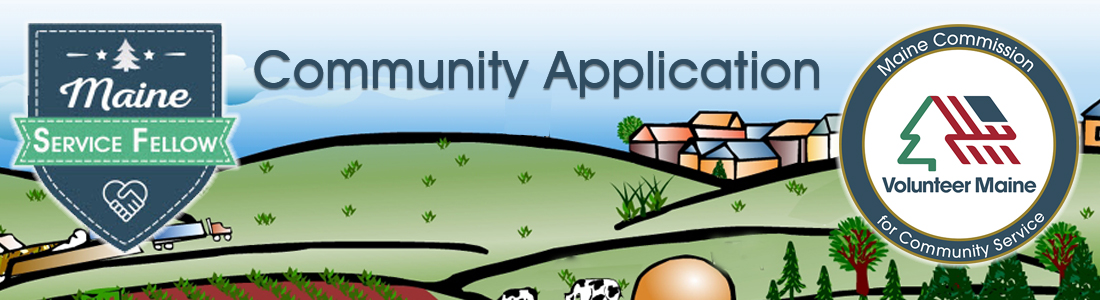 Maine
SERVICE FELLOW
Community Application
Maine Commission
Volunteer Maine
for Community Service